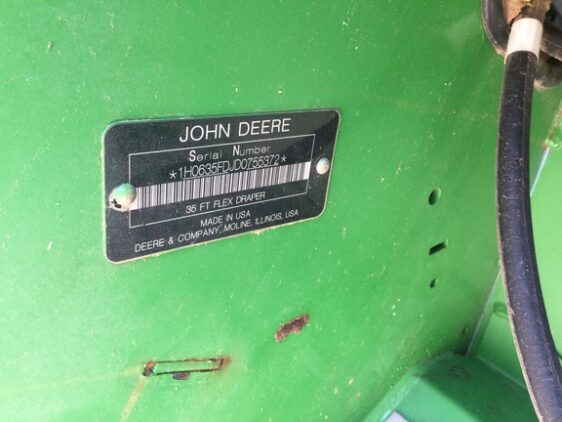 JOHN DEERE
Serial Number
*1H0635FDJD0755372*
35 FT FLEX DRAPER
MADE IN USA
DEERE & COMPANY, MOLINE, ILLINOIS, USA